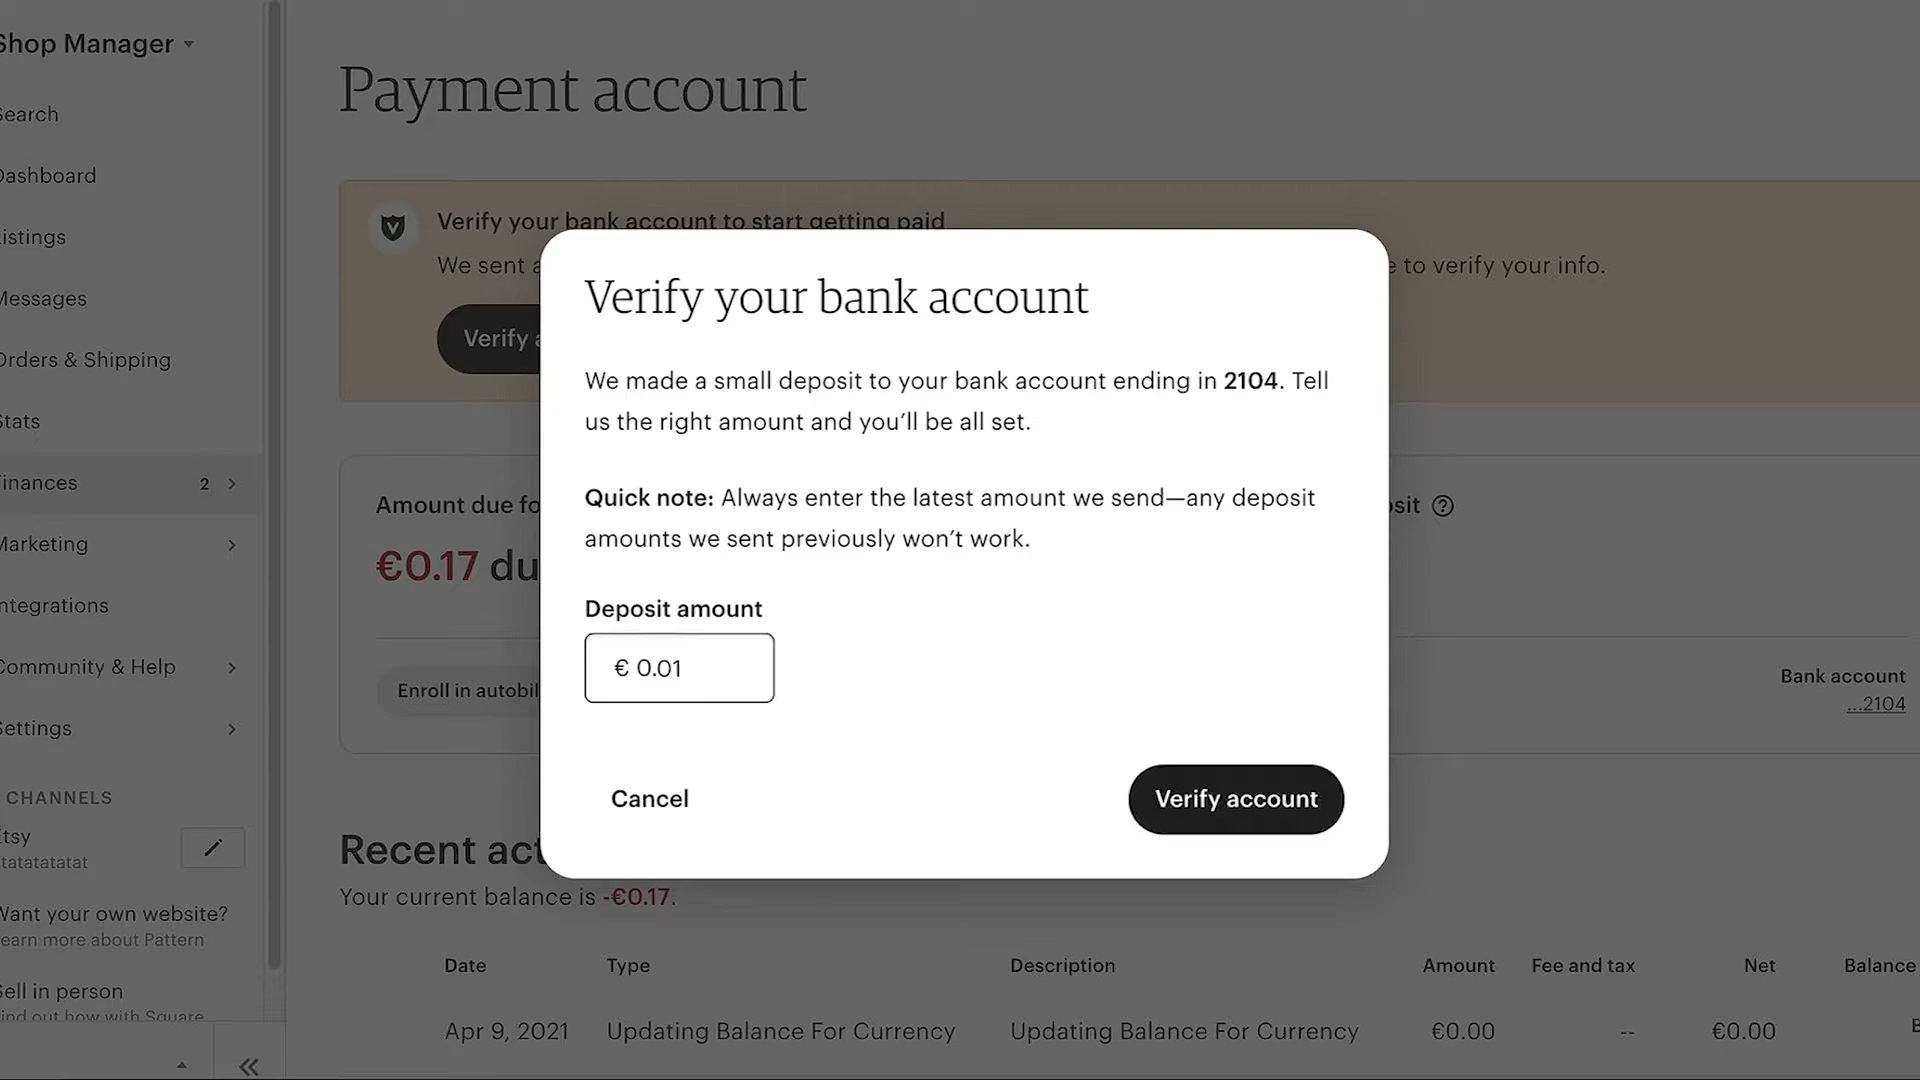 Shop Manager
Search
Dashboard
Listings
Messages
Orders & Shipping
Stats
Finances 2
Marketing
Integrations
Community & Help
Settings
CHANNELS
Etsy
tatatatatat
Want your own website?
Learn more about Pattern
Sell in person
Find out how with Square
Payment account
Verify your bank account to start getting paid
We sent a
e to verify your info.
Verify a
Amount due fo
€0.17 du
Enroll in autobil
sit
Bank account
...2104
Verify your bank account
We made a small deposit to your bank account ending in 2104. Tell
us the right amount and you’ll be all set.
Quick note: Always enter the latest amount we send—any deposit
amounts we sent previously won’t work.
Deposit amount
€ 0.01
Cancel
Verify account
Recent act
Your current balance is -€0.17.
Date Type Description Amount Fee and tax Net Balance
Apr 9, 2021 Updating Balance For Currency Updating Balance For Currency €0.00 -- €0.00